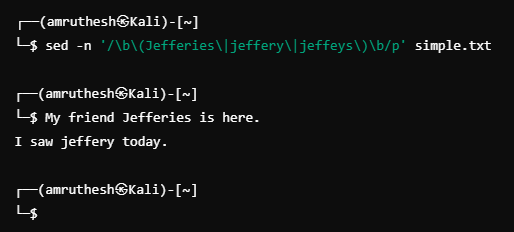 ┌──(amruthesh㉿Kali)-[~]
└─$ sed -n '/\b\(Jefferies\|jeffery\|jeffeys\)\b/p' simple.txt
┌──(amruthesh㉿Kali)-[~]
└─$ My friend Jefferies is here.
I saw jeffery today.
┌──(amruthesh㉿Kali)-[~]
└─$